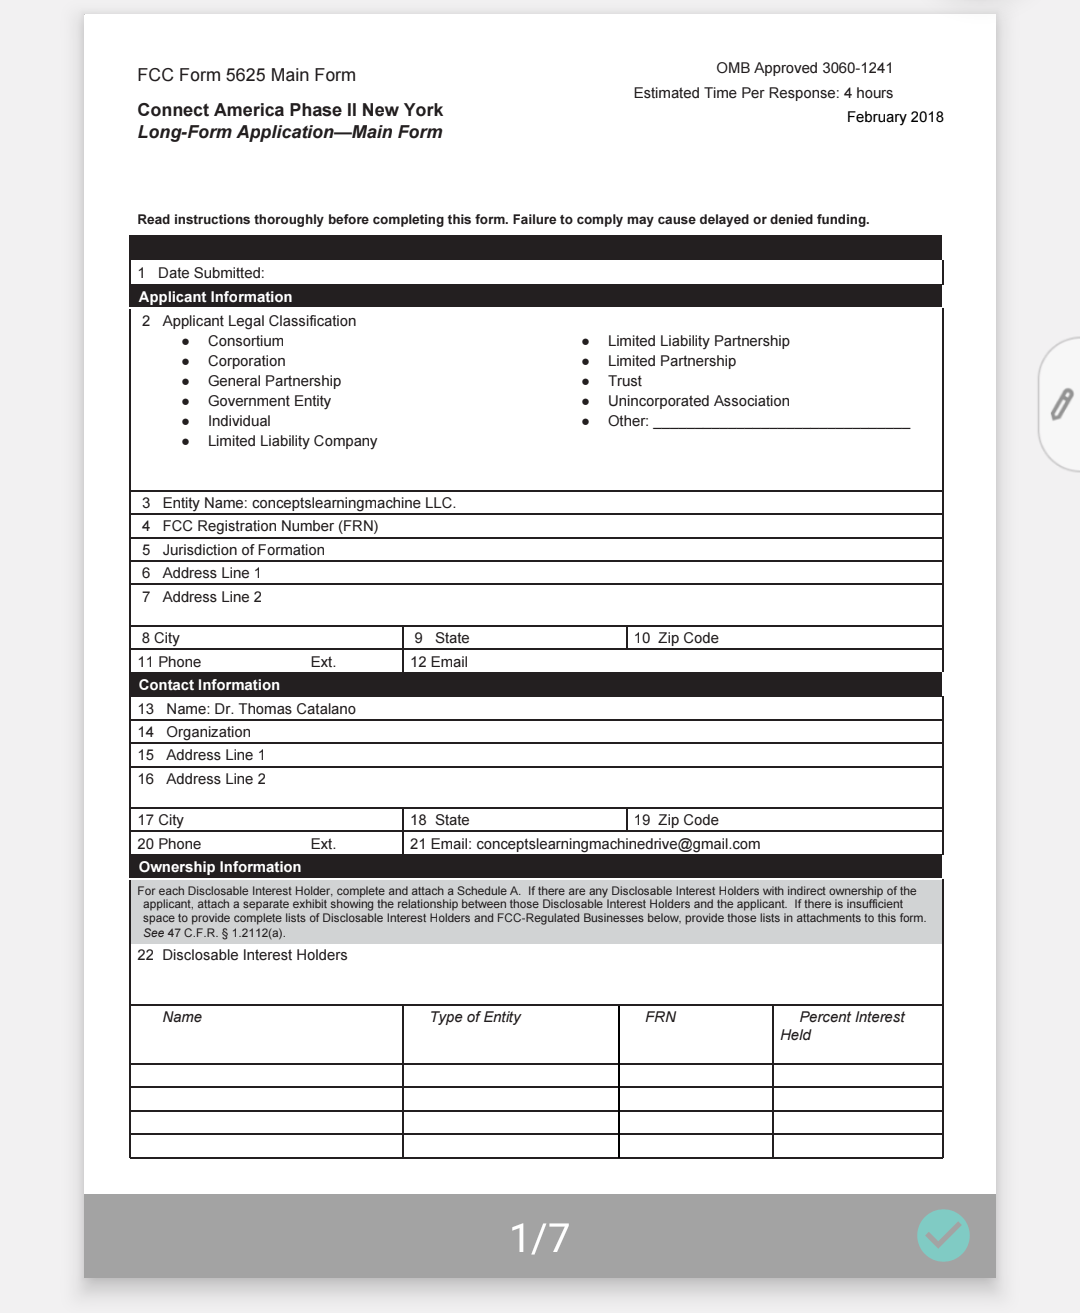 FCC Form 5625 Main Form
OMB Approved 3060-1241
Estimated Time Per Response: 4 hours
February 2018
Connect America Phase II New York
Long-Form Application—Main Form
Read instructions thoroughly before completing this form. Failure to comply may cause delayed or denied funding.
1 Date Submitted:
Applicant Information
2 Applicant Legal Classification
● Consortium
● Corporation
● General Partnership
● Government Entity
● Individual
● Limited Liability Company
● Limited Liability Partnership
● Limited Partnership
● Trust
● Unincorporated Association
● Other: ________________________________
3 Entity Name: conceptslearningmachine LLC.
4 FCC Registration Number (FRN)
5 Jurisdiction of Formation
6 Address Line 1
7 Address Line 2
8 City 9 State 10 Zip Code
11 Phone Ext. 12 Email
Contact Information
13 Name: Dr. Thomas Catalano
14 Organization
15 Address Line 1
16 Address Line 2
17 City 18 State 19 Zip Code
20 Phone Ext. 21 Email: conceptslearningmachinedrive@gmail.com
Ownership Information
For each Disclosable Interest Holder, complete and attach a Schedule A. If there are any Disclosable Interest Holders with indirect ownership of the
applicant, attach a separate exhibit showing the relationship between those Disclosable Interest Holders and the applicant. If there is insufficient
space to provide complete lists of Disclosable Interest Holders and FCC-Regulated Businesses below, provide those lists in attachments to this form.
See 47 C.F.R. § 1.2112(a).
22 Disclosable Interest Holders
Name Type of Entity FRN Percent Interest
Held
1/7